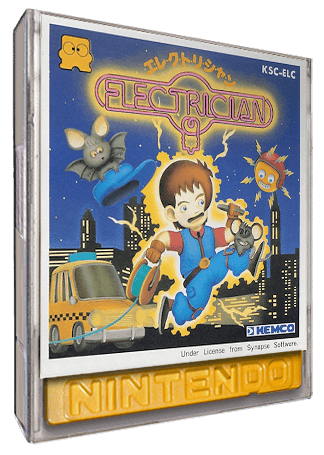 エレクトリシャン
KSC-ELC
ELECTRICIAN
KEMCO
Under License from Synapse Software.
NINTENDO